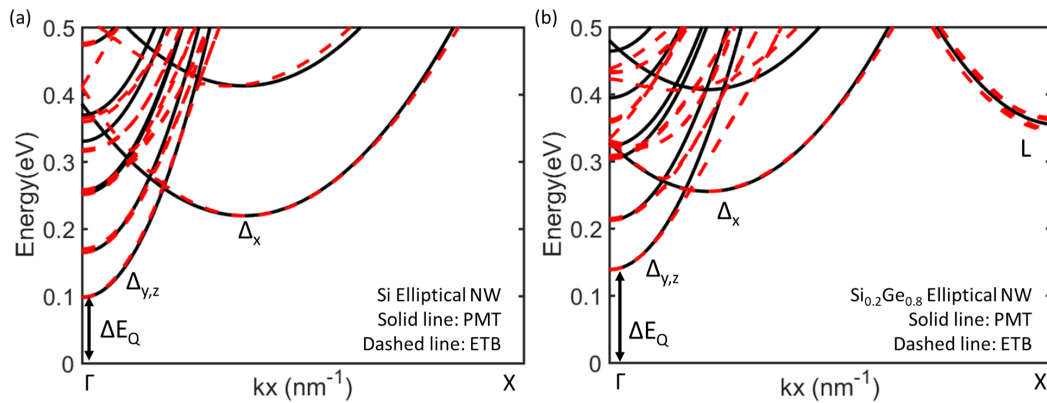 (a)
0.5
0.4
0.3
0.2
0.1
0
Energy(eV)
Δx
Δy,z
ΔEQ
Si Elliptical NW
Solid line: PMT
Dashed line: ETB
Γ
kx (nm-1)
X
(b)
0.5
0.4
0.3
0.2
0.1
0
Energy(eV)
L
Δx
Δy,z
ΔEQ
Si0.2Ge0.8 Elliptical NW
Solid line: PMT
Dashed line: ETB
Γ
kx (nm-1)
X